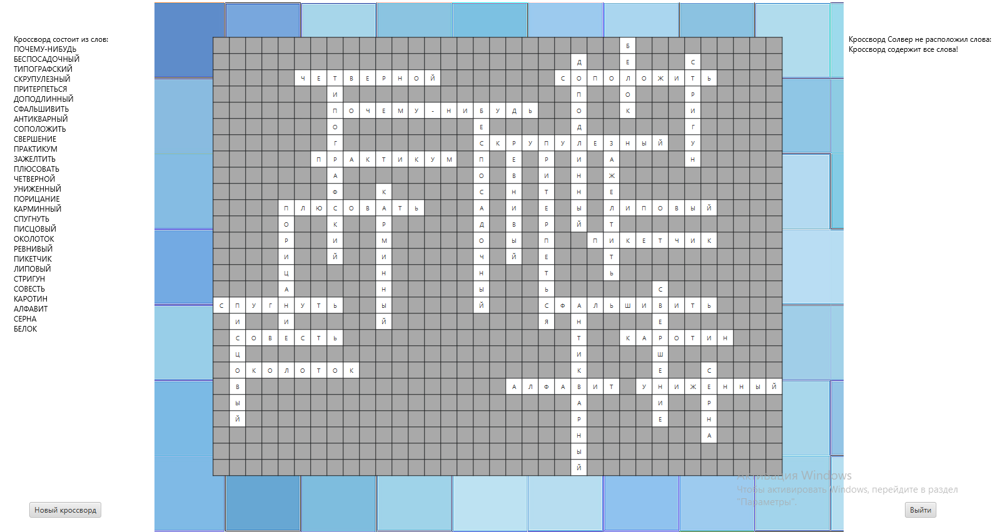 Кроссворд состоит из слов:
ПОЧЕМУ-НИБУДЬ
БЕСПОСАДОЧНЫЙ
ТИПОГРАФСКИЙ
СКРУПУЛЕЗНЫЙ
ПРИТЕРПЕТЬСЯ
ДОПОДЛИННЫЙ
СФАЛЬШИВИТЬ
АНТИКВАРНЫЙ
СОПОЛОЖИТЬ
СВЕРШЕНИЕ
ПРАКТИКУМ
ЗАЖЕЛТИТЬ
ПЛЮСОВАТЬ
ЧЕТВЕРНОЙ
УНИЖЕННЫЙ
ПОРИЦАНИЕ
КАРМИННЫЙ
СПУГНУТЬ
ПИСЦОВЫЙ
ОКОЛОТОК
РЕВНИВЫЙ
ПИКЕТЧИК
ЛИПОВЫЙ
СТРИГУН
СОВЕСТЬ
КАРОТИН
АЛФАВИТ
СЕРНА
БЕЛОК
Новый кроссворд
Б
Д Е С
Ч Е Т В Е Р Н О Й С О П О Л О Ж И Т Ь
И П О Р
П О Ч Е М У - Н И Б У Д Ь О К И
О Е Д Г
Г С К Р У П У Л Е З Н Ы Й У
П Р А К Т И К У М П Е Р И А Н
А О В И Н Ж
Ф К С Н Т Н Е
П Л Ю С О В А Т Ь А И Е Ы Л И П О В Ы Й
О К Р Д В Р Й Т
Р И М О Ы П П И К Е Т Ч И К
И Й И Ч Й Е Т
Ц Н Н Т Ь
А Н Ы Ь С
С П У Г Н У Т Ь Ы Й С Ф А Л Ь Ш И В И Т Ь
И И Й Я Н Е
С О В Е С Т Ь Т К А Р О Т И Н
Ц И Ш
О К О Л О Т О К К Е С
В А Л Ф А В И Т У Н И Ж Е Н Н Ы Й
Ы А И Р
Й Р Е Н
Н А
Ы
Й
Кроссворд Солвер не расположил слова:
Кроссворд содержит все слова!
Активация Windows
Чтобы активировать Windows, перейдите в раздел
"Параметры".
Выйти